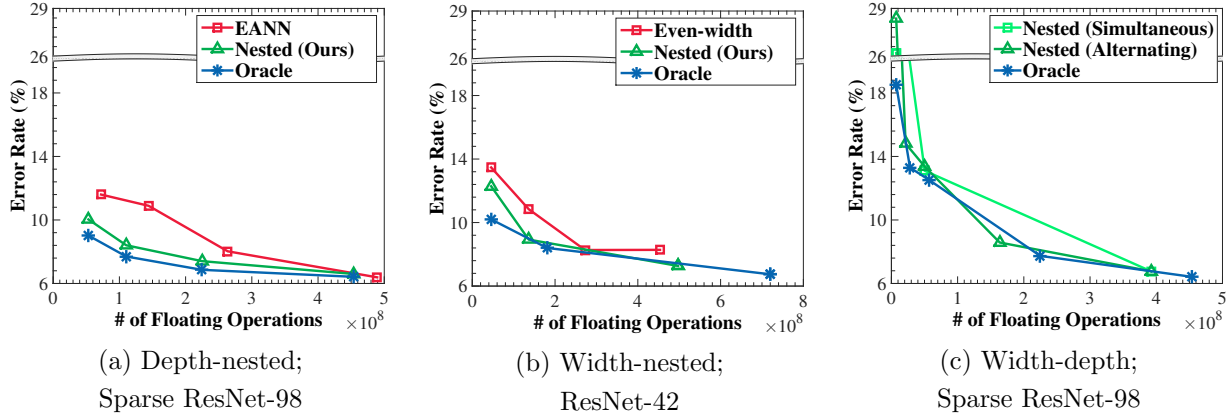 29
26
18
14
10
6
Error Rate (%)
EANN
Nested (Ours)
Oracle
0 1 2 3 4 5
×10^8
# of Floating Operations
(a) Depth-nested;
Sparse ResNet-98
29
26
18
14
10
6
Error Rate (%)
Even-width
Nested (Ours)
Oracle
0 2 4 6 8
×10^8
# of Floating Operations
(b) Width-nested;
ResNet-42
29
26
18
14
10
6
Error Rate (%)
Nested (Simultaneous)
Nested (Alternating)
Oracle
0 1 2 3 4 5
×10^8
# of Floating Operations
(c) Width-depth;
Sparse ResNet-98